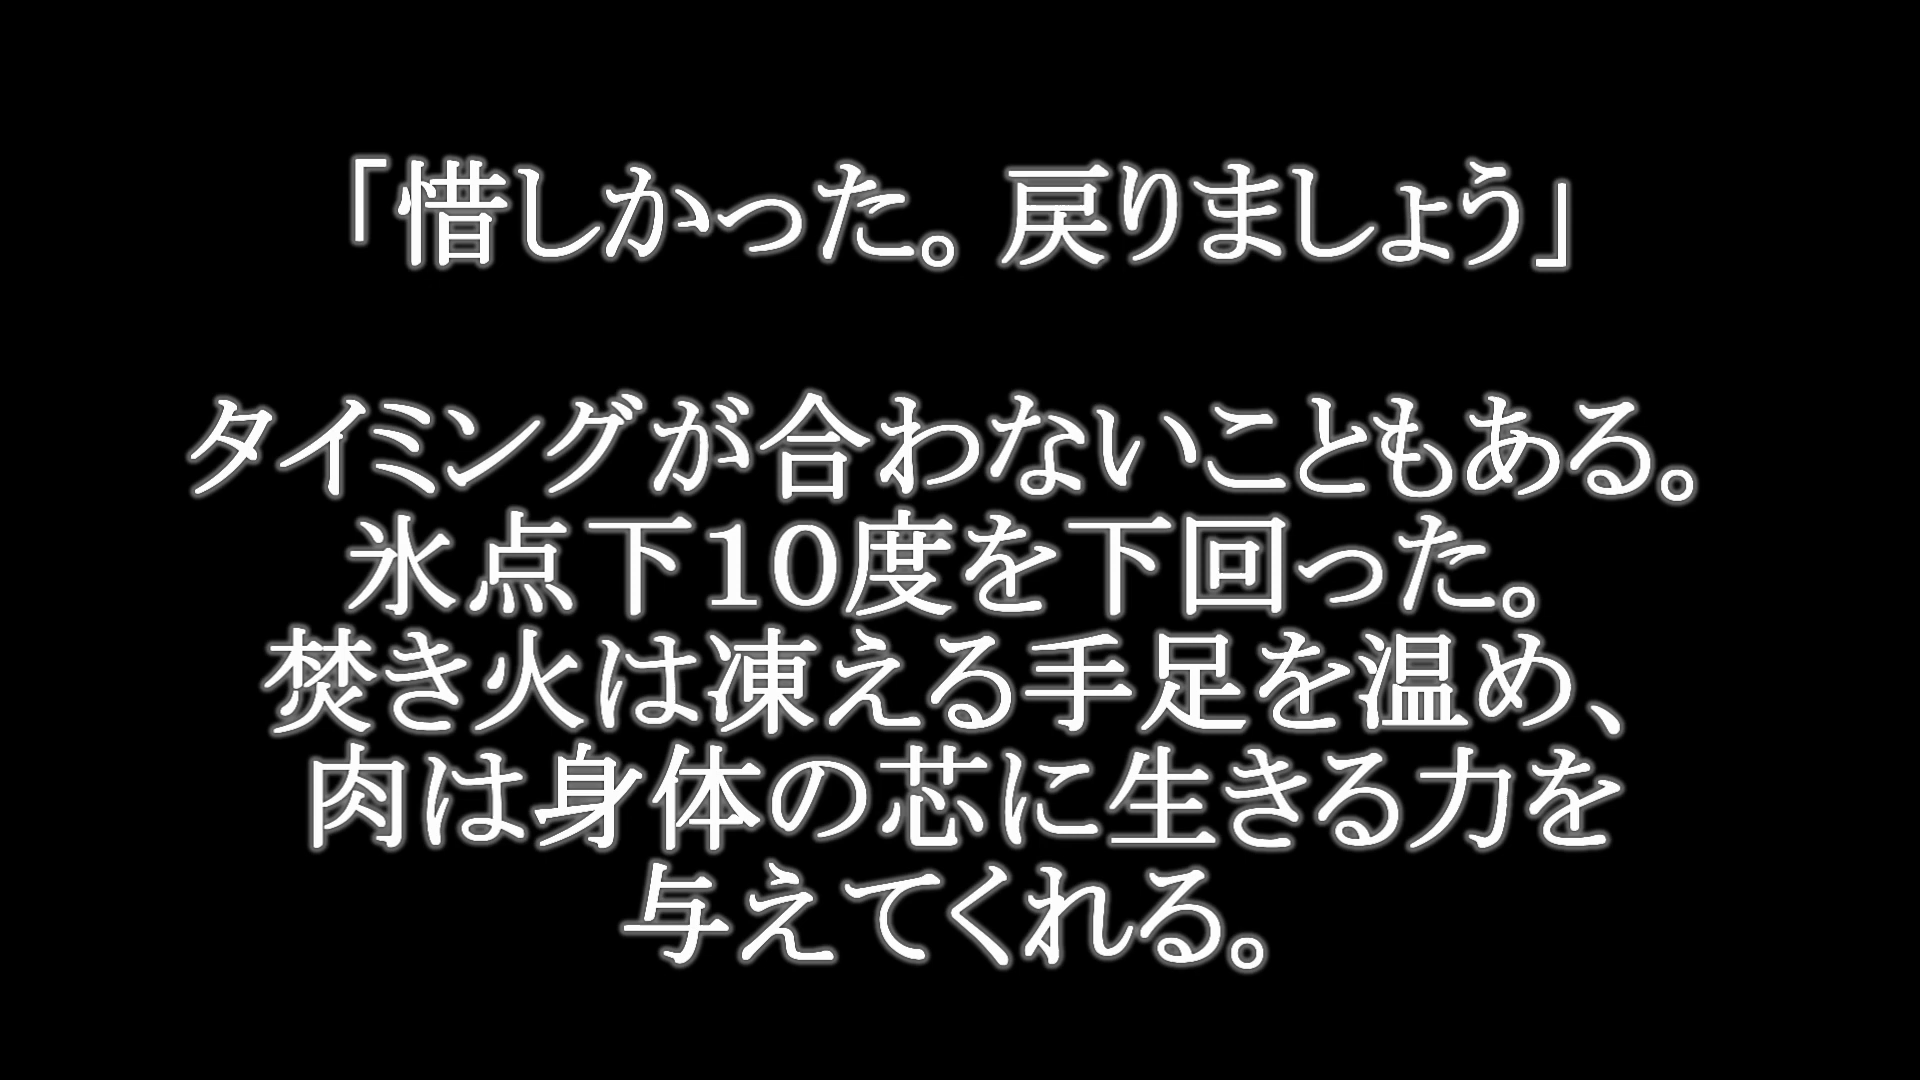 「惜しかった。戻りましょう」
タイミングが合わないこともある。
氷点下10度を下回った。
焚き火は凍える手足を温め、
肉は身体の芯に生きる力を
与えてくれる。